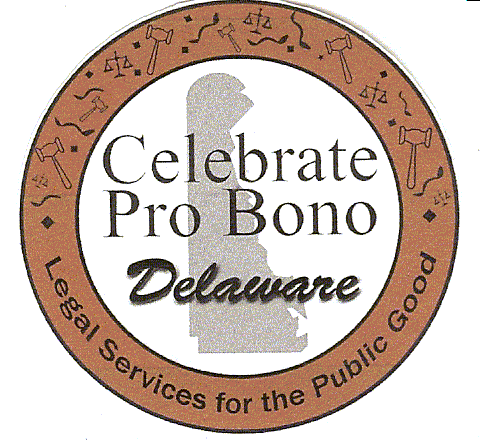 Celebrate
Pro Bono
Delaware
Legal Services for the Public Good